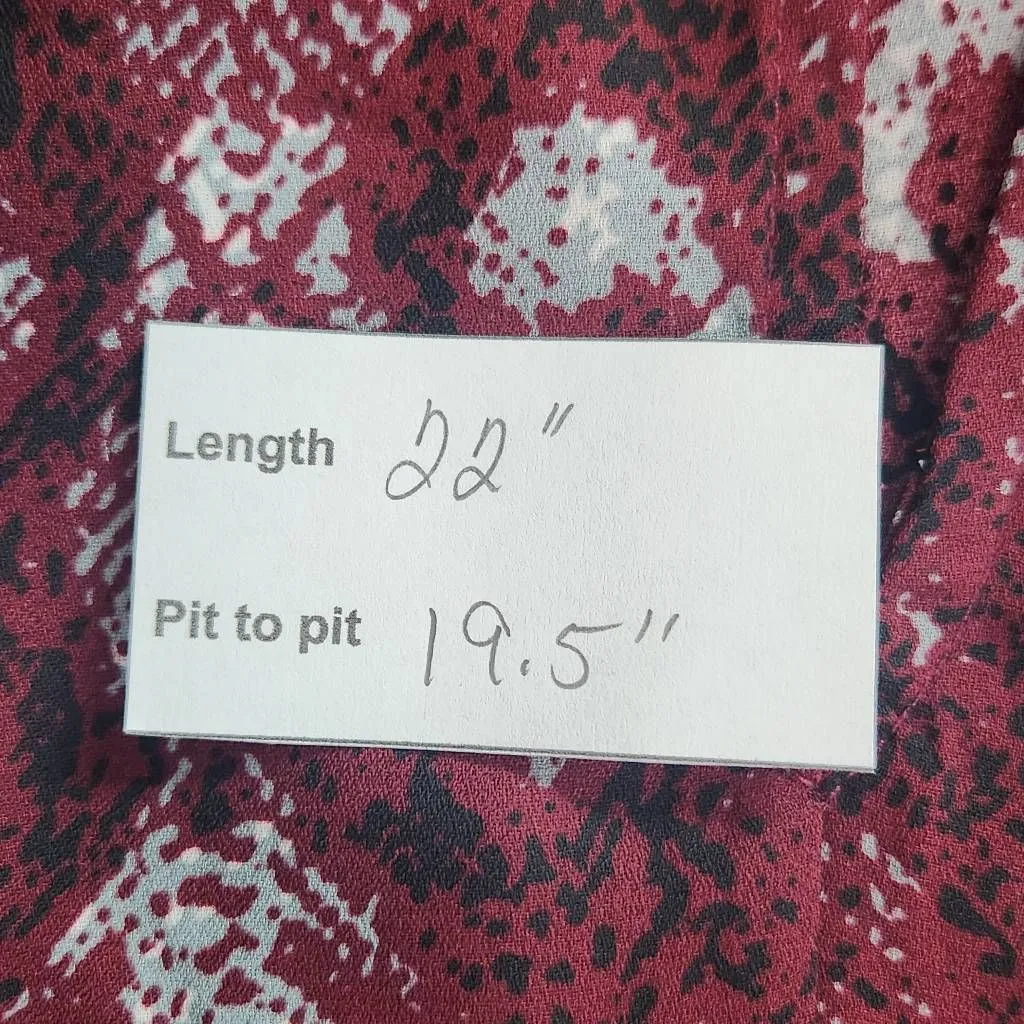 Length 22"
Pit to pit 19.5"